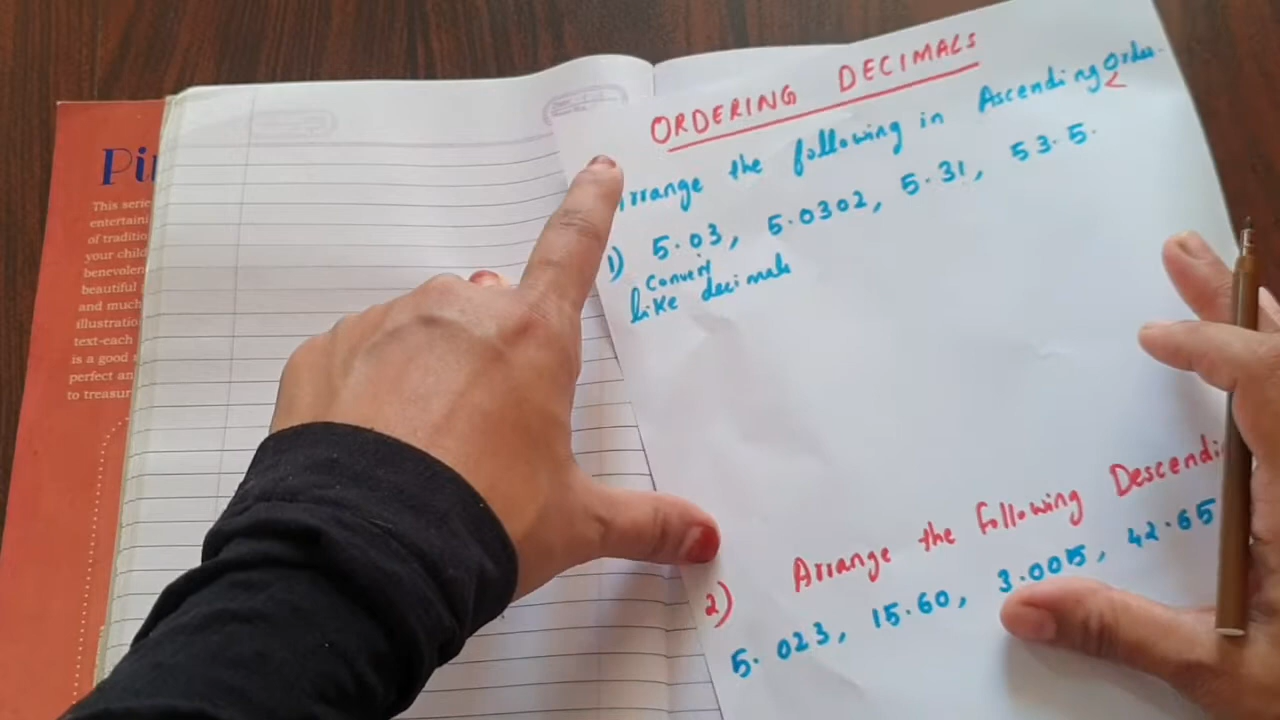 ORDERING DECIMALS
Arrange the following in Ascending Order.
<
1) 5.03, 5.0302, 5.31, 53.5.
Convert
like decimals
2) Arrange the following Descendi
5.023, 15.60, 3.005, 42.65
Pi
This serie
entertaini
of traditio
your child
benevolen
beautiful
and much
illustratio
text-each
is a good
perfect an
to treasur